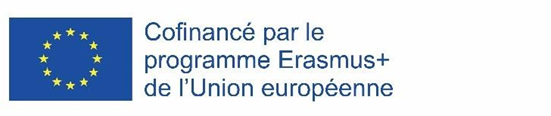 Cofinancé par le
programme Erasmus+
de l'Union européenne